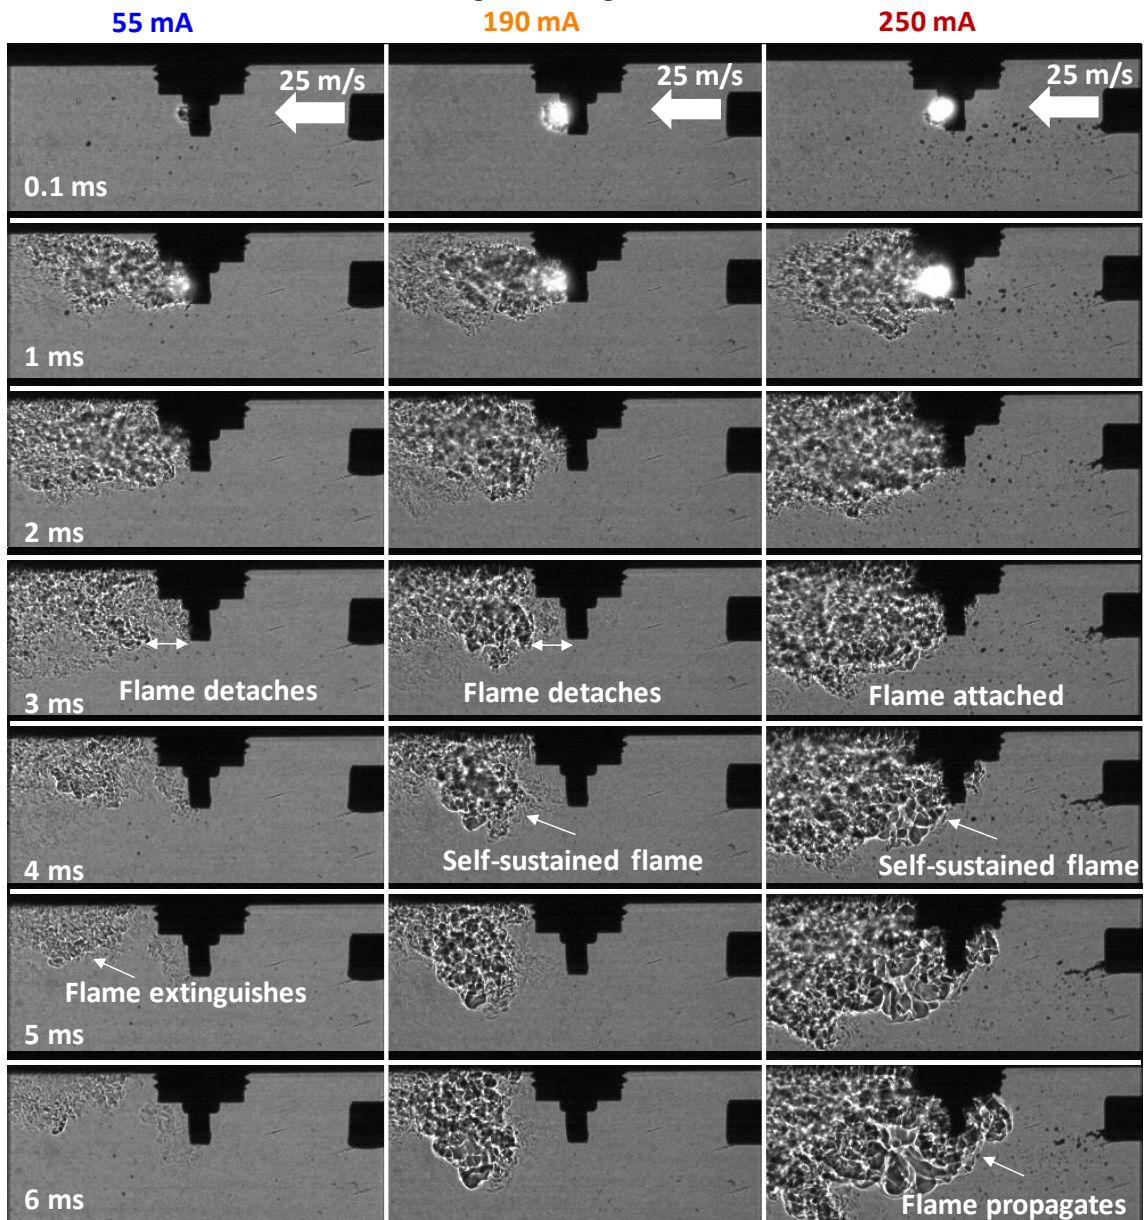 55 mA 190 mA 250 mA
25 m/s 25 m/s 25 m/s
0.1 ms
1 ms
2 ms
Flame detaches Flame detaches Flame attached
3 ms
4 ms
Self-sustained flame Self-sustained flame
Flame extinguishes
5 ms
6 ms
Flame propagates